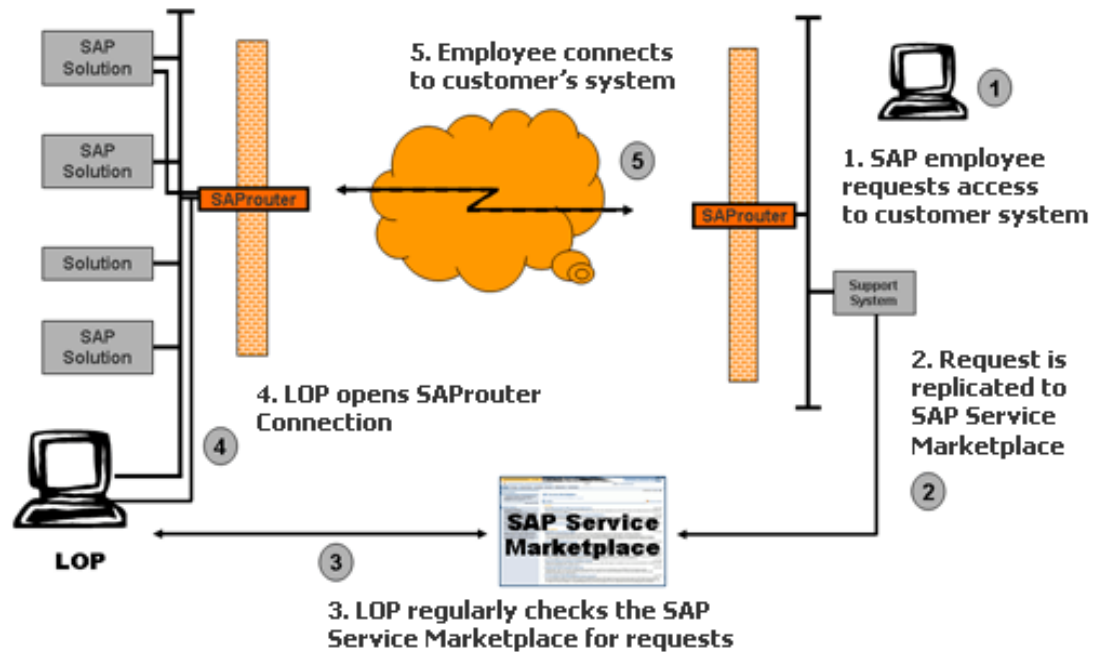 SAP
Solution
SAP
Solution
Solution
SAP
Solution
SAProuter
5. Employee connects
to customer's system
5
SAProuter
1
1. SAP employee
requests access
to customer system
Support
System
2. Request is
replicated to
SAP Service
Marketplace
2
4. LOP opens SAProuter
Connection
4
LOP
3
SAP Service
Marketplace
3. LOP regularly checks the SAP
Service Marketplace for requests